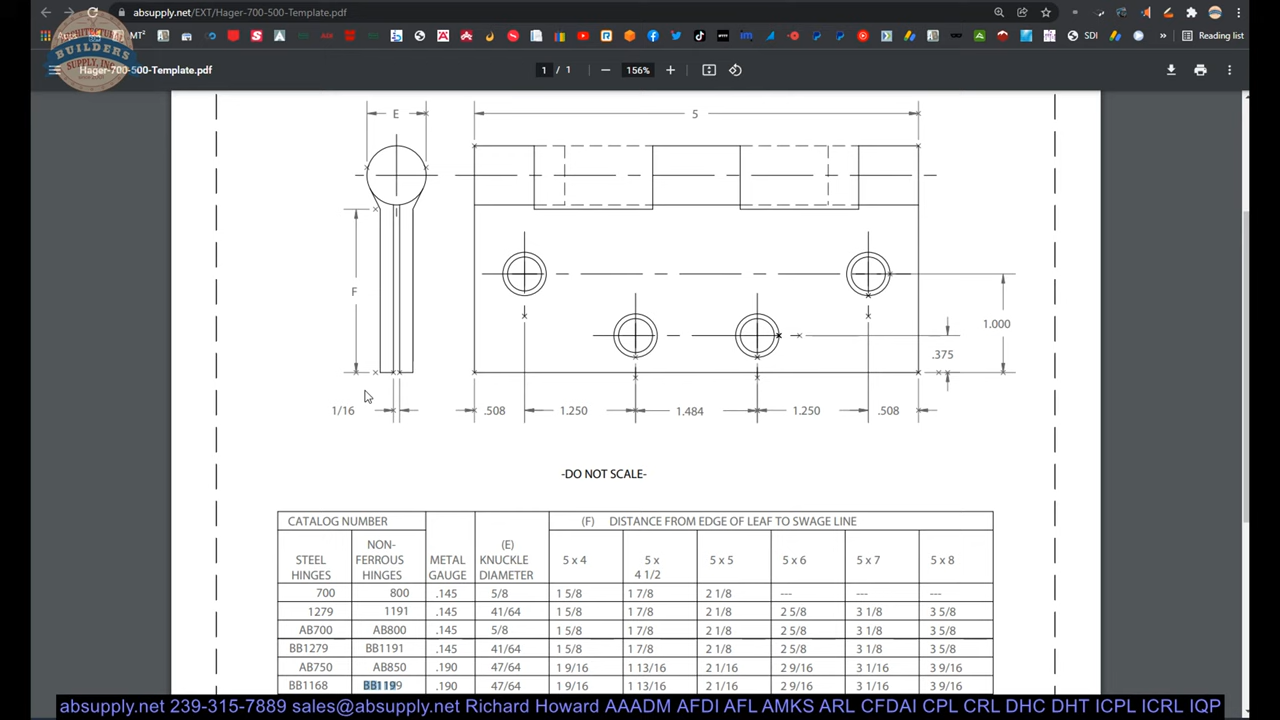 absupply.net/EXT/Hager-700-500-Template.pdf
MT²
SDI
Reading list
ARCHITECTURAL
BUILDERS
SUPPLY, INC.
Hager-700-500-Template.pdf
1 / 1
156%
E
5
F
1.000
.375
1/16
.508
1.250
1.484
1.250
.508
-DO NOT SCALE-
CATALOG NUMBER (F) DISTANCE FROM EDGE OF LEAF TO SWAGE LINE
STEEL HINGES NON-FERROUS HINGES METAL GAUGE (E) KNUCKLE DIAMETER 5 x 4 5 x 4 1/2 5 x 5 5 x 6 5 x 7 5 x 8
700 800 .145 5/8 1 5/8 1 7/8 2 1/8 --- --- ---
1279 1191 .145 41/64 1 5/8 1 7/8 2 1/8 2 5/8 3 1/8 3 5/8
AB700 AB800 .145 5/8 1 5/8 1 7/8 2 1/8 2 5/8 3 1/8 3 5/8
BB1279 BB1191 .145 41/64 1 5/8 1 7/8 2 1/8 2 5/8 3 1/8 3 5/8
AB750 AB850 .190 47/64 1 9/16 1 13/16 2 1/16 2 9/16 3 1/16 3 9/16
BB1168 BB1199 .190 47/64 1 9/16 1 13/16 2 1/16 2 9/16 3 1/16 3 9/16
absupply.net 239-315-7889 sales@absupply.net Richard Howard AAADM AFDI AFL AMKS ARL CFDAI CPL CRL DHC DHT ICPL ICRL IQP